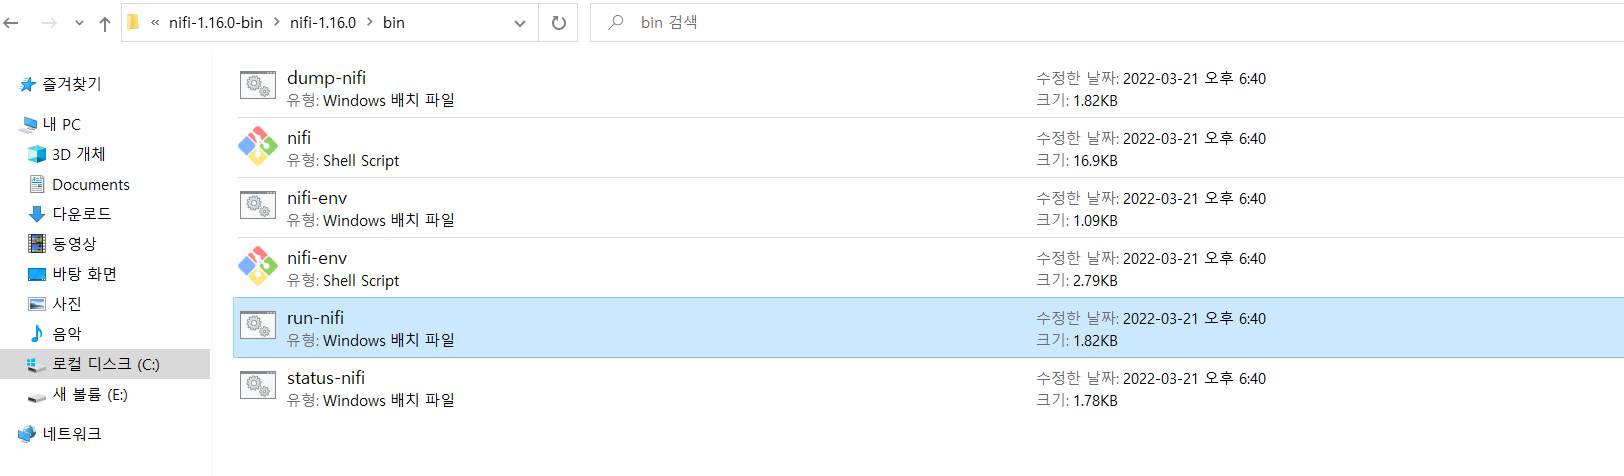 « nifi-1.16.0-bin > nifi-1.16.0 > bin
bin 검색
즐겨찾기
내 PC
3D 개체
Documents
다운로드
동영상
바탕 화면
사진
음악
로컬 디스크 (C:)
새 볼륨 (E:)
네트워크
dump-nifi
유형: Windows 배치 파일
수정한 날짜: 2022-03-21 오후 6:40
크기: 1.82KB
nifi
유형: Shell Script
수정한 날짜: 2022-03-21 오후 6:40
크기: 16.9KB
nifi-env
유형: Windows 배치 파일
수정한 날짜: 2022-03-21 오후 6:40
크기: 1.09KB
nifi-env
유형: Shell Script
수정한 날짜: 2022-03-21 오후 6:40
크기: 2.79KB
run-nifi
유형: Windows 배치 파일
수정한 날짜: 2022-03-21 오후 6:40
크기: 1.82KB
status-nifi
유형: Windows 배치 파일
수정한 날짜: 2022-03-21 오후 6:40
크기: 1.78KB